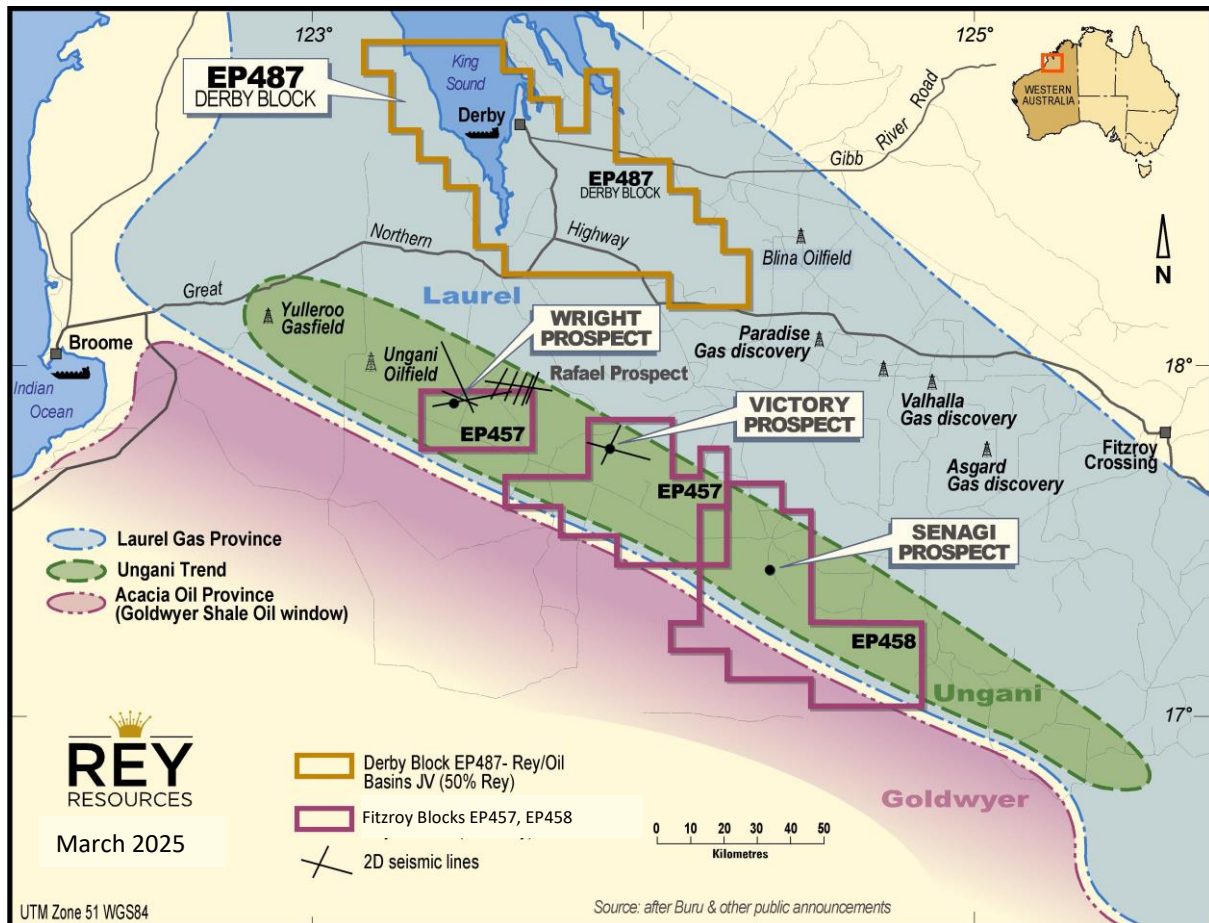 123°
125°
EP487
DERBY BLOCK
King
Sound
Derby
WESTERN
AUSTRALIA
Gibb River Road
EP487
DERBY BLOCK
N
Blina Oilfield
Great Northern Highway
Laurel
Yulleroo
Gasfield
WRIGHT
PROSPECT
Paradise
Gas discovery
Broome
Ungani
Oilfield
Rafael Prospect
18°
Indian
Ocean
VICTORY
PROSPECT
Valhalla
Gas discovery
EP457
Fitzroy
Crossing
Asgard
Gas discovery
EP457
SENAGI
PROSPECT
Laurel Gas Province
Ungani Trend
Acacia Oil Province
(Goldwyer Shale Oil window)
EP458
Ungani
17°
REY
RESOURCES
March 2025
Derby Block EP487- Rey/Oil
Basins JV (50% Rey)
Goldwyer
Fitzroy Blocks EP457, EP458
0 10 20 30 40 50
Kilometres
2D seismic lines
UTM Zone 51 WGS84
Source: after Buru & other public announcements